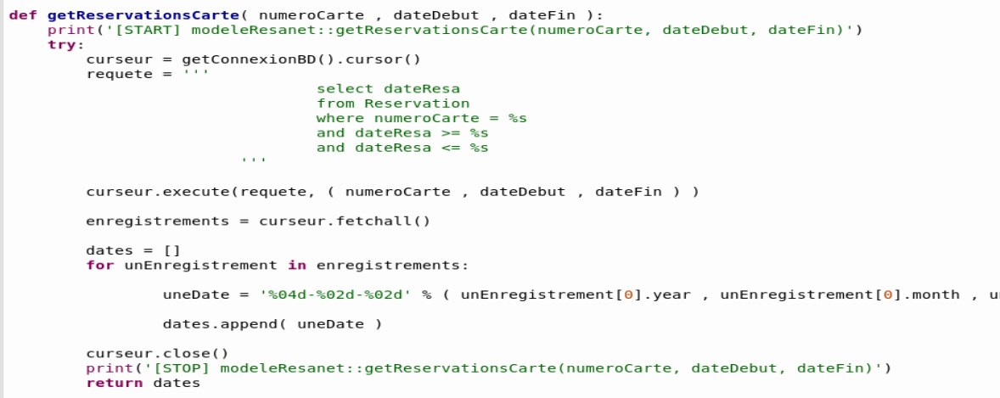 def getReservationsCarte( numeroCarte , dateDebut , dateFin ):
print('[START] modeleResanet::getReservationsCarte(numeroCarte, dateDebut, dateFin)')
try:
curseur = getConnexionBD().cursor()
requete = '''
select dateResa
from Reservation
where numeroCarte = %s
and dateResa >= %s
and dateResa <= %s
'''
curseur.execute(requete, ( numeroCarte , dateDebut , dateFin ) )
enregistrements = curseur.fetchall()
dates = []
for unEnregistrement in enregistrements:
uneDate = '%04d-%02d-%02d' % ( unEnregistrement[0].year , unEnregistrement[0].month ,
dates.append( uneDate )
curseur.close()
print('[STOP] modeleResanet::getReservationsCarte(numeroCarte, dateDebut, dateFin)')
return dates